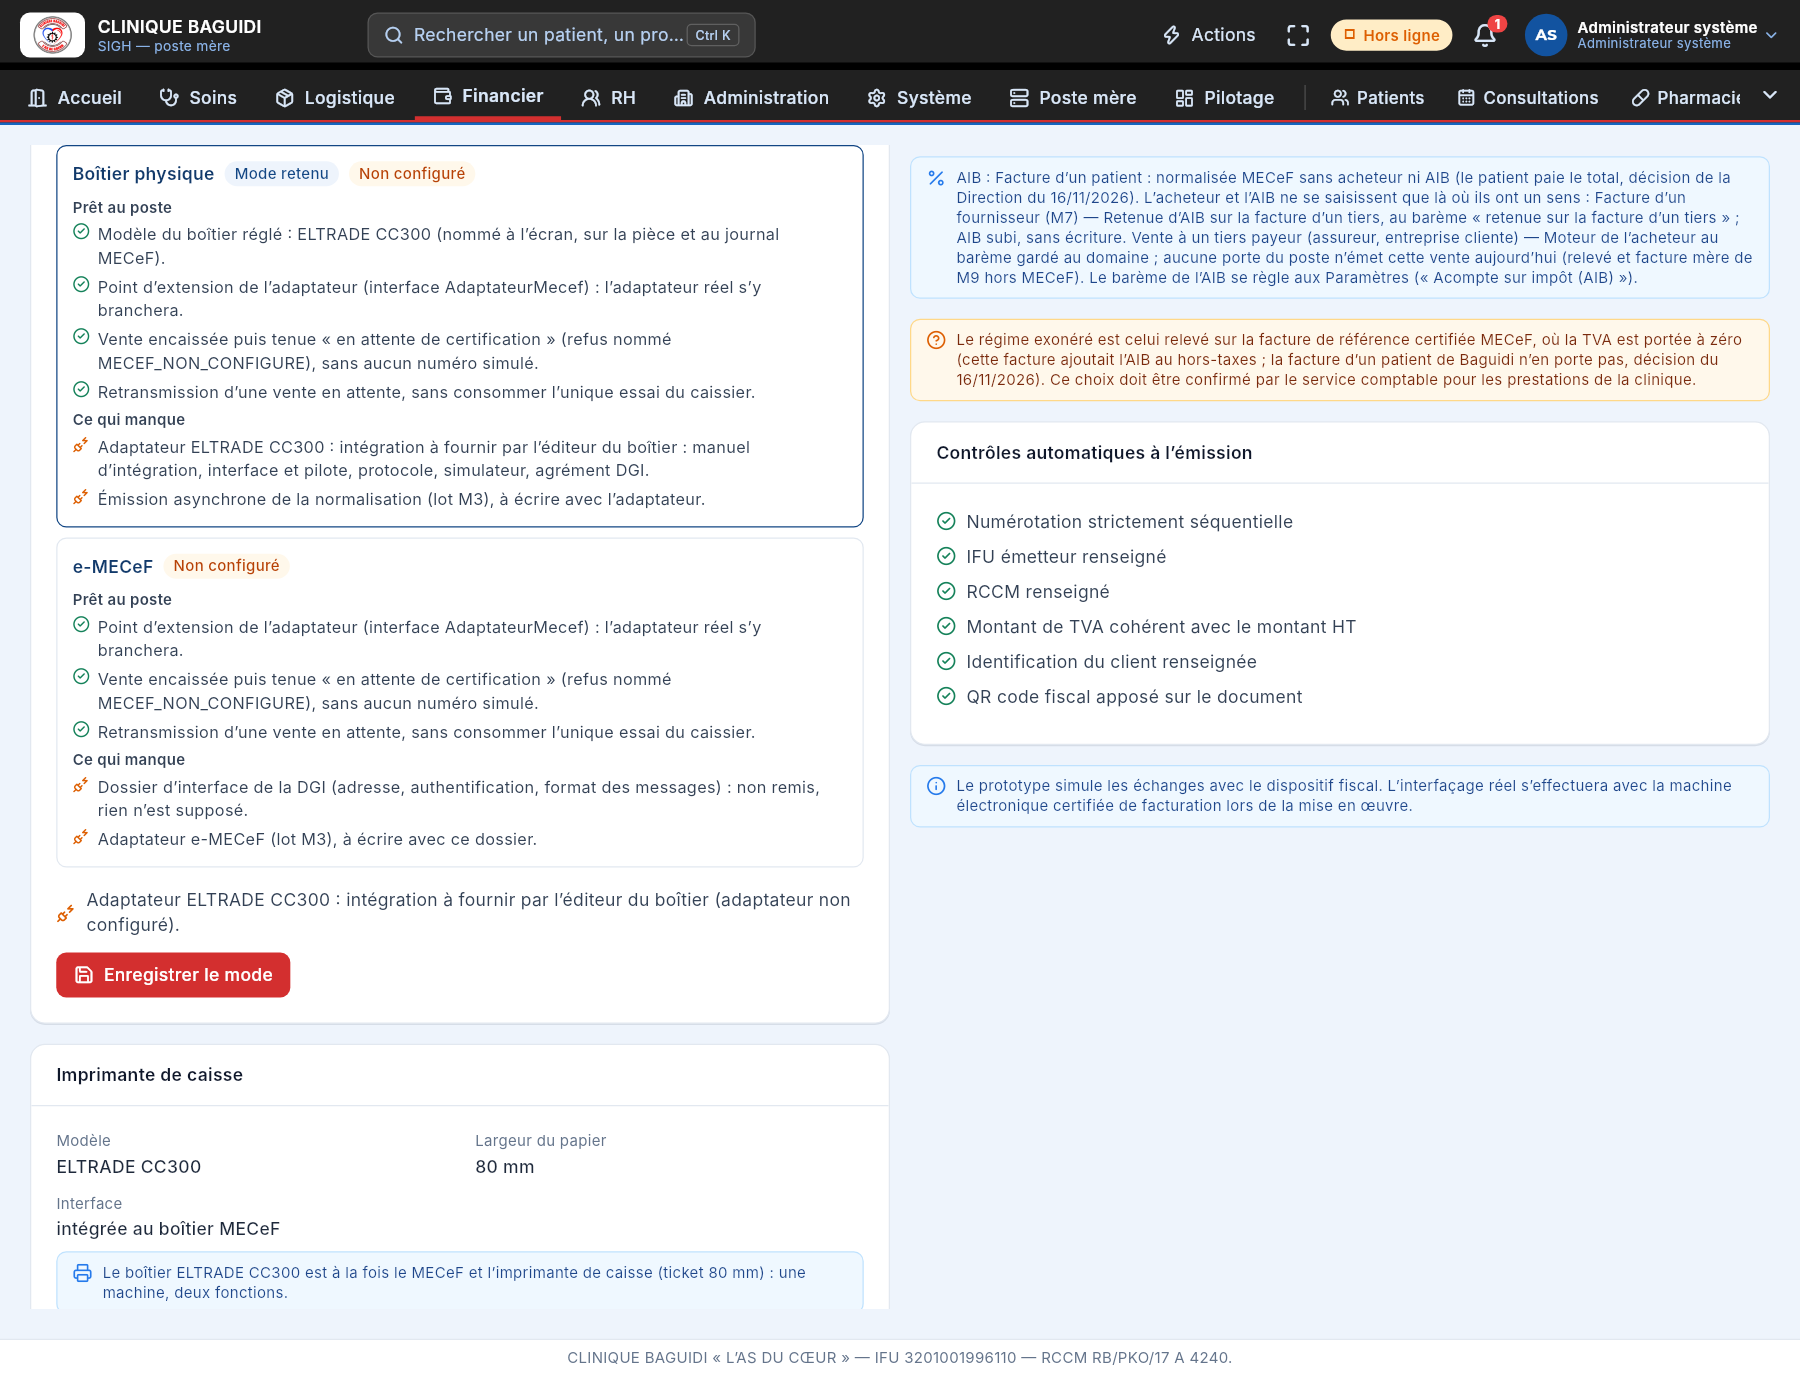 CLINIQUE BAGUIDI
SIGH — poste mère
Rechercher un patient, un pro... Ctrl K
Actions
Hors ligne
1
AS
Administrateur système
Administrateur système
Accueil
Soins
Logistique
Financier
RH
Administration
Système
Poste mère
Pilotage
Patients
Consultations
Pharmacie
Boîtier physique Mode retenu Non configuré
Prêt au poste
Modèle du boîtier réglé : ELTRADE CC300 (nommé à l’écran, sur la pièce et au journal
MECeF).
Point d’extension de l’adaptateur (interface AdaptateurMecef) : l’adaptateur réel s’y
branchera.
Vente encaissée puis tenue « en attente de certification » (refus nommé
MECEF_NON_CONFIGURE), sans aucun numéro simulé.
Retransmission d’une vente en attente, sans consommer l’unique essai du caissier.
Ce qui manque
Adaptateur ELTRADE CC300 : intégration à fournir par l’éditeur du boîtier : manuel
d’intégration, interface et pilote, protocole, simulateur, agrément DGI.
Émission asynchrone de la normalisation (lot M3), à écrire avec l’adaptateur.
e-MECeF Non configuré
Prêt au poste
Point d’extension de l’adaptateur (interface AdaptateurMecef) : l’adaptateur réel s’y
branchera.
Vente encaissée puis tenue « en attente de certification » (refus nommé
MECEF_NON_CONFIGURE), sans aucun numéro simulé.
Retransmission d’une vente en attente, sans consommer l’unique essai du caissier.
Ce qui manque
Dossier d’interface de la DGI (adresse, authentification, format des messages) : non remis,
rien n’est supposé.
Adaptateur e-MECeF (lot M3), à écrire avec ce dossier.
Adaptateur ELTRADE CC300 : intégration à fournir par l’éditeur du boîtier (adaptateur non
configuré).
Enregistrer le mode
Imprimante de caisse
Modèle
ELTRADE CC300
Largeur du papier
80 mm
Interface
intégrée au boîtier MECeF
Le boîtier ELTRADE CC300 est à la fois le MECeF et l’imprimante de caisse (ticket 80 mm) : une
machine, deux fonctions.
AIB : Facture d’un patient : normalisée MECeF sans acheteur ni AIB (le patient paie le total, décision de la
Direction du 16/11/2026). L’acheteur et l’AIB ne se saisissent que là où ils ont un sens : Facture d’un
fournisseur (M7) — Retenue d’AIB sur la facture d’un tiers, au barème « retenue sur la facture d’un tiers » ;
AIB subi, sans écriture. Vente à un tiers payeur (assureur, entreprise cliente) — Moteur de l’acheteur au
barème gardé au domaine ; aucune porte du poste n’émet cette vente aujourd’hui (relevé et facture mère de
M9 hors MECeF). Le barème de l’AIB se règle aux Paramètres (« Acompte sur impôt (AIB) »).
Le régime exonéré est celui relevé sur la facture de référence certifiée MECeF, où la TVA est portée à zéro
(cette facture ajoutait l’AIB au hors-taxes ; la facture d’un patient de Baguidi n’en porte pas, décision du
16/11/2026). Ce choix doit être confirmé par le service comptable pour les prestations de la clinique.
Contrôles automatiques à l’émission
Numérotation strictement séquentielle
IFU émetteur renseigné
RCCM renseigné
Montant de TVA cohérent avec le montant HT
Identification du client renseignée
QR code fiscal apposé sur le document
Le prototype simule les échanges avec le dispositif fiscal. L’interfaçage réel s’effectuera avec la machine
électronique certifiée de facturation lors de la mise en œuvre.
CLINIQUE BAGUIDI « L’AS DU CŒUR » — IFU 3201001996110 — RCCM RB/PKO/17 A 4240.